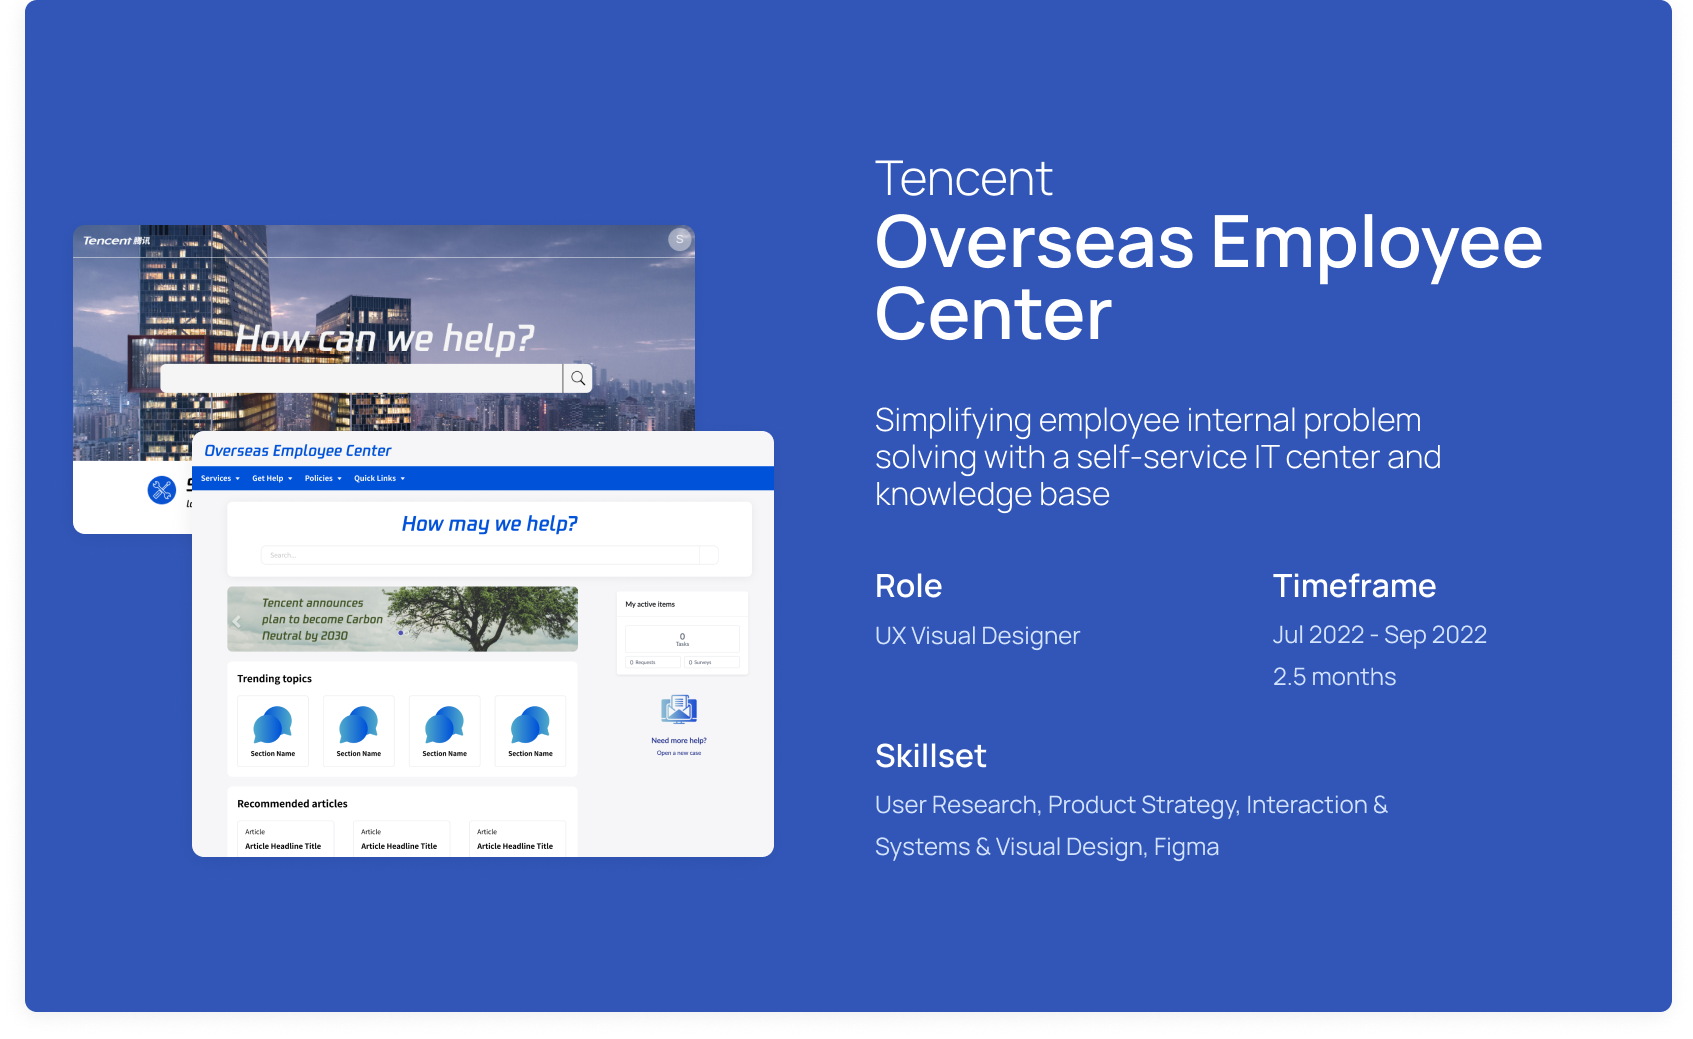 Tencent 腾讯
S
How can we help?
Overseas Employee Center
Services
Get Help
Policies
Quick Links
How may we help?
Search...
Tencent announces
plan to become Carbon
Neutral by 2030
My active items
0
Tasks
0 Requests
0 Surveys
Trending topics
Section Name
Section Name
Section Name
Section Name
Need more help?
Open a new case
Recommended articles
Article
Article Headline Title
Article
Article Headline Title
Article
Article Headline Title
Tencent
Overseas Employee
Center
Simplifying employee internal problem
solving with a self-service IT center and
knowledge base
Role
UX Visual Designer
Timeframe
Jul 2022 - Sep 2022
2.5 months
Skillset
User Research, Product Strategy, Interaction &
Systems & Visual Design, Figma